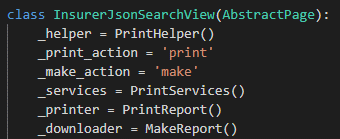 class InsurerJsonSearchView(AbstractPage):
    _helper = PrintHelper()
    _print_action = 'print'
    _make_action = 'make'
    _services = PrintServices()
    _printer = PrintReport()
    _downloader = MakeReport()